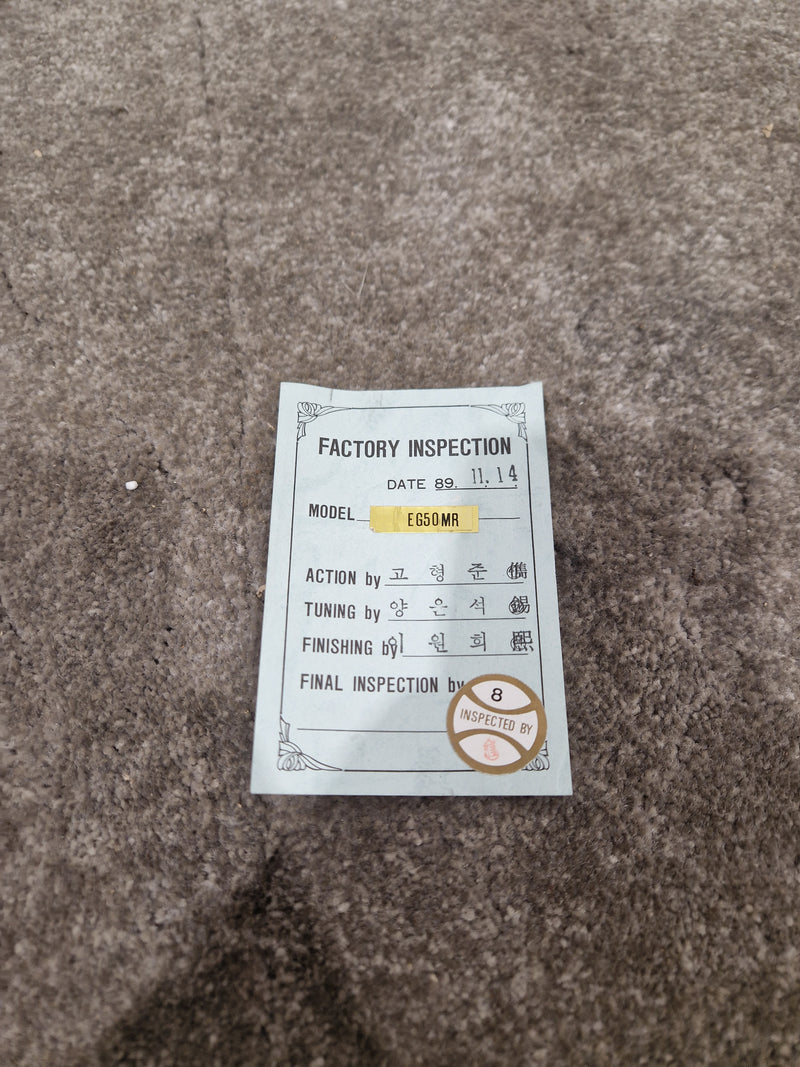 FACTORY INSPECTION
DATE 89. 11. 14
MODEL EG50MR
ACTION by 고 형 준
TUNING by 양 은 석 錫
FINISHING by 이 원 희 熙
FINAL INSPECTION by
8
INSPECTED BY